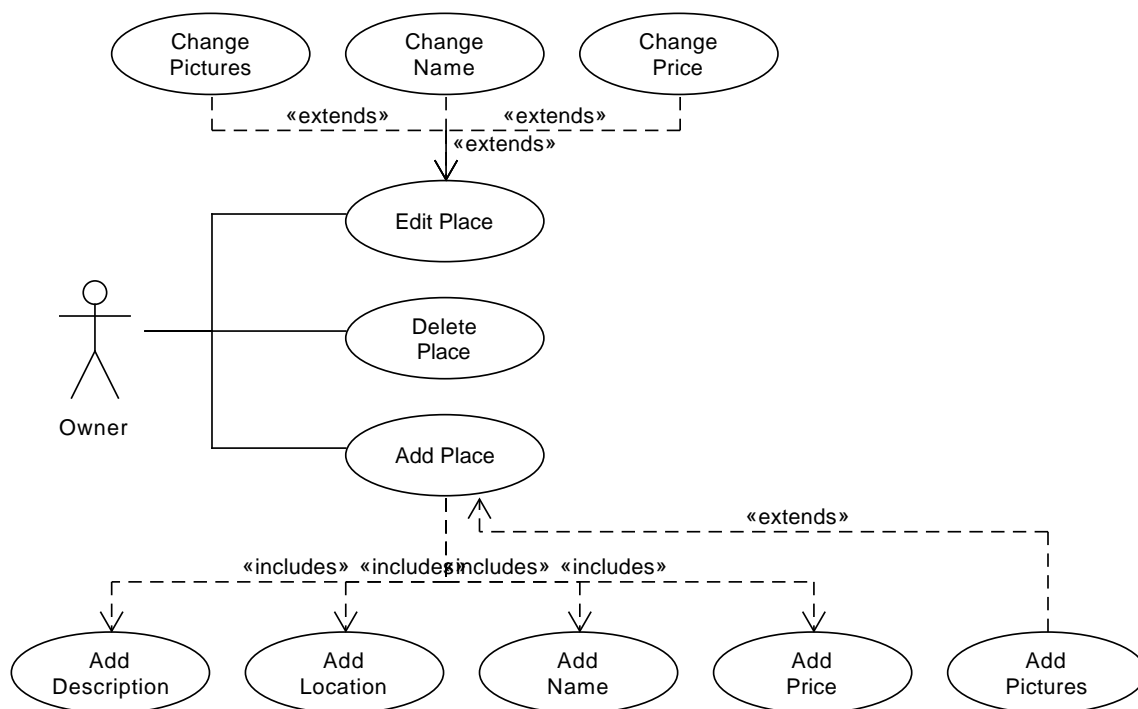 Change
Pictures
Change
Name
Change
Price
«extends»
«extends»
«extends»
Edit Place
Delete
Place
Owner
Add Place
«extends»
«includes»
«includes»
«includes»
«includes»
Add
Description
Add
Location
Add
Name
Add
Price
Add
Pictures